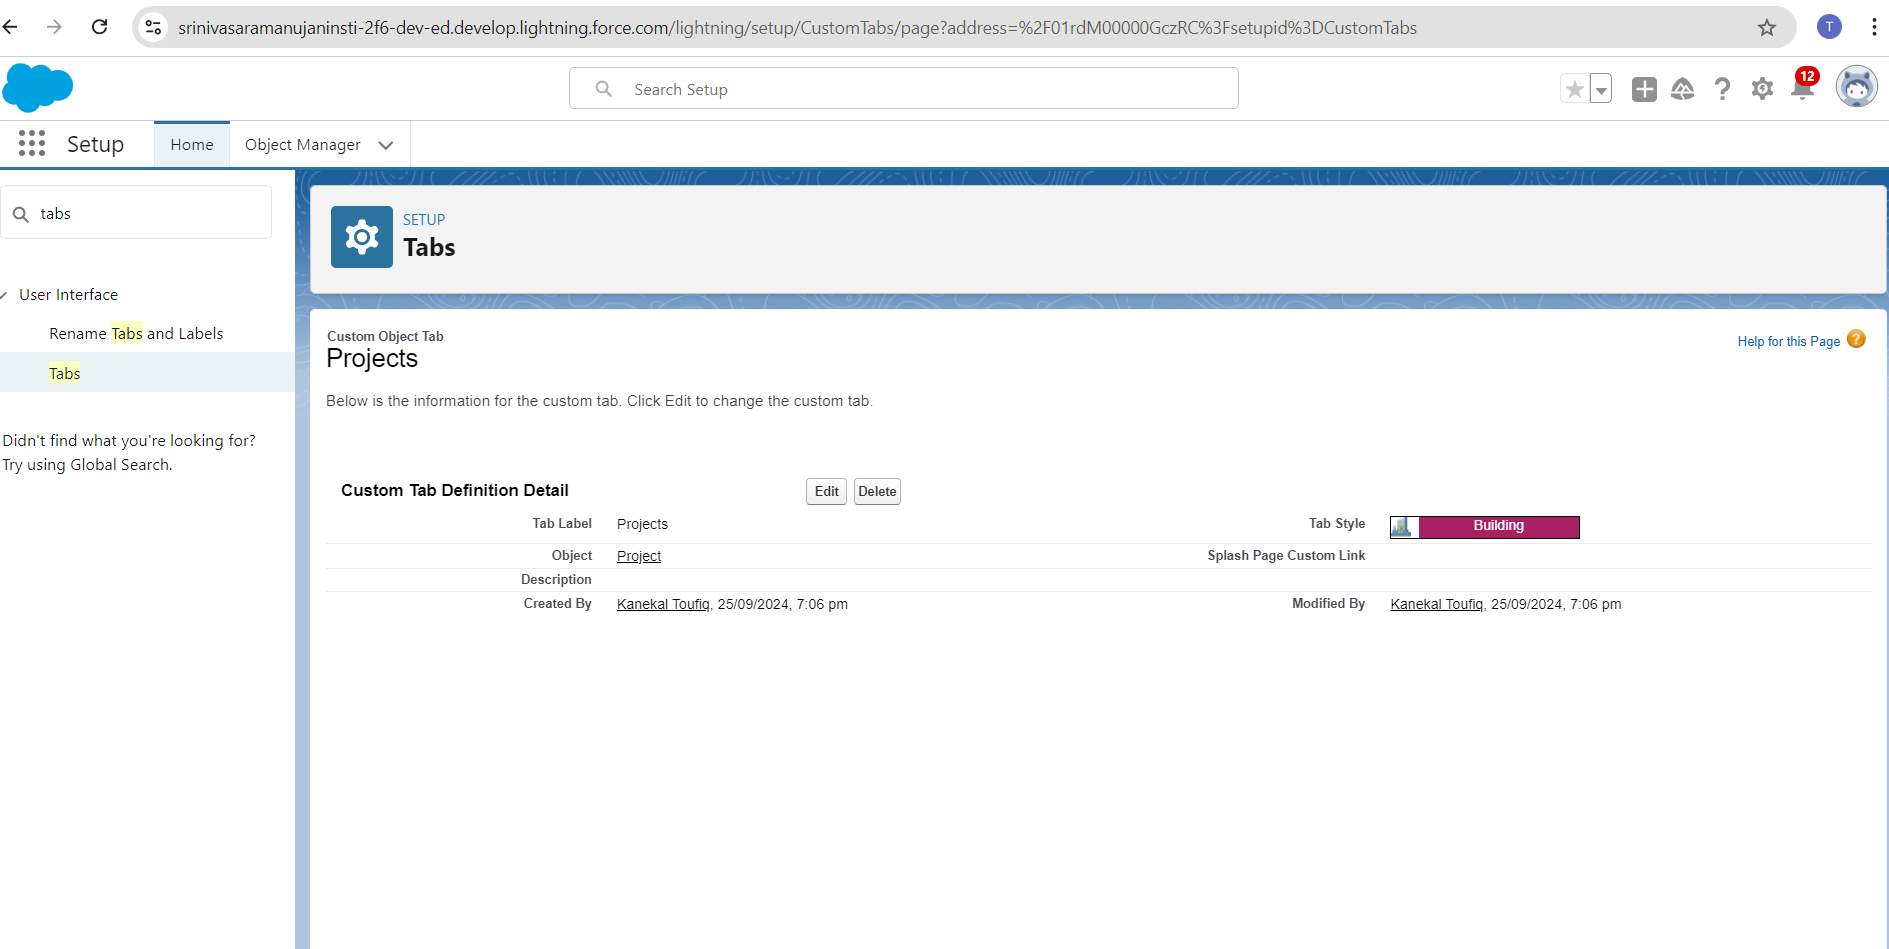 srinivasaramanujaninsti-2f6-dev-ed.develop.lightning.force.com/lightning/setup/CustomTabs/page?address=%2F01rdM00000GczRC%3Fsetupid%3DCustomTabs
T
Search Setup
12
Setup
Home
Object Manager
tabs
User Interface
Rename Tabs and Labels
Tabs
Didn't find what you're looking for?
Try using Global Search.
SETUP
Tabs
Custom Object Tab
Projects
Help for this Page ?
Below is the information for the custom tab. Click Edit to change the custom tab.
Custom Tab Definition Detail
Edit
Delete
Tab Label Projects
Tab Style Building
Object Project
Splash Page Custom Link
Description
Created By Kanekal Toufiq, 25/09/2024, 7:06 pm
Modified By Kanekal Toufiq, 25/09/2024, 7:06 pm